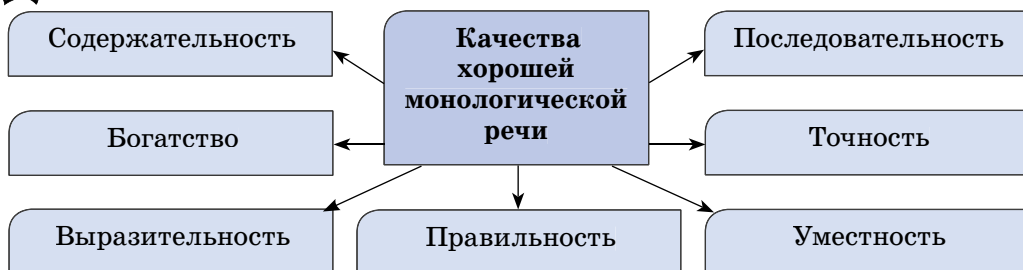 Содержательность
Качества
хорошей
монологической
речи
Последовательность
Богатство
Точность
Выразительность
Правильность
Уместность